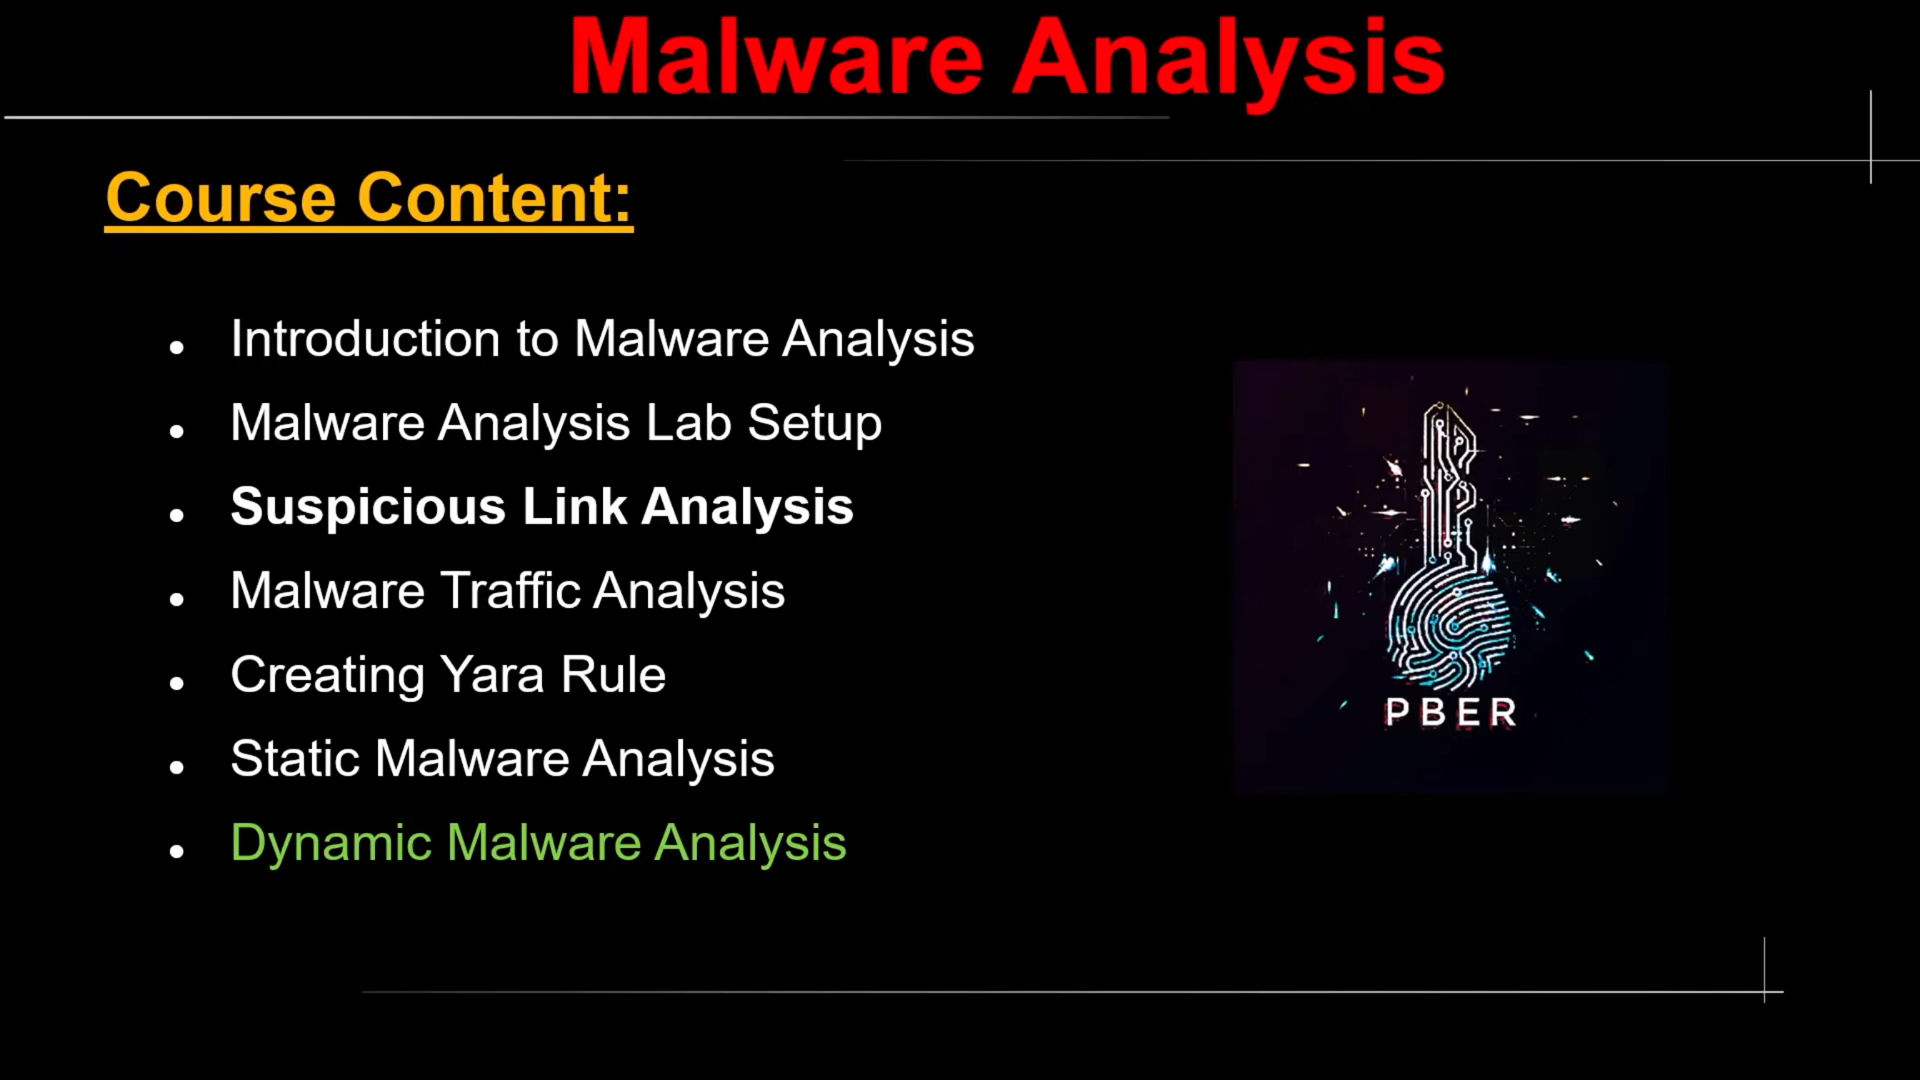 Malware Analysis
Course Content:
Introduction to Malware Analysis
Malware Analysis Lab Setup
Suspicious Link Analysis
Malware Traffic Analysis
Creating Yara Rule
Static Malware Analysis
Dynamic Malware Analysis
PBER